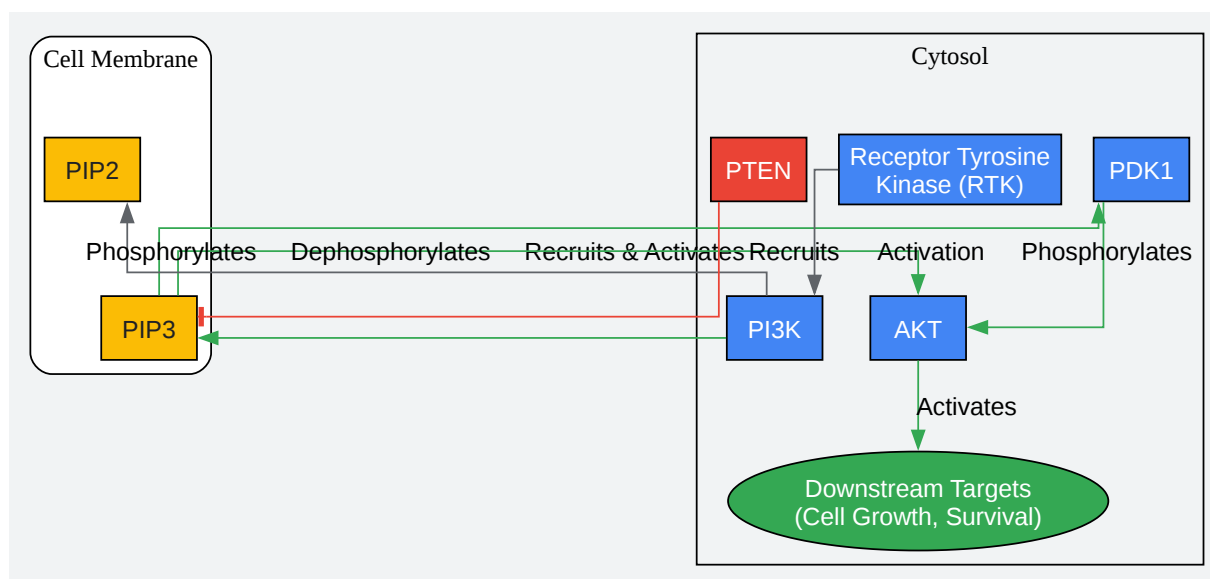 Cell Membrane
Cytosol
PIP2
PTEN
Receptor Tyrosine
Kinase (RTK)
PDK1
Phosphorylates
Dephosphorylates
Recruits & Activates
Recruits
Activation
Phosphorylates
PIP3
PI3K
AKT
Activates
Downstream Targets
(Cell Growth, Survival)